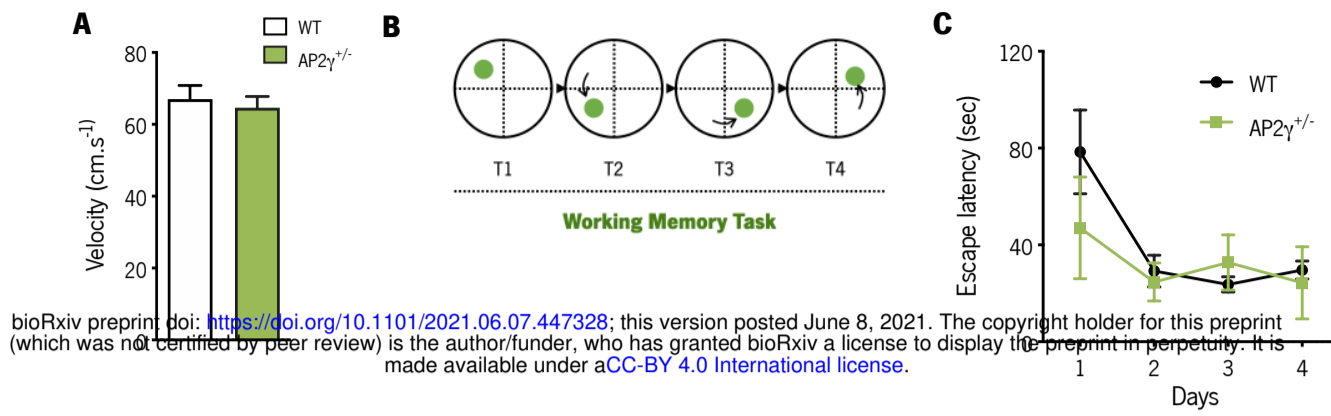 A
WT
AP2γ+/-
Velocity (cm.s-1)
80
60
40
20
0
B
T1
T2
T3
T4
Working Memory Task
C
WT
AP2γ+/-
Escape latency (sec)
120
80
40
0
1
2
3
4
Days
bioRxiv preprint doi: https://doi.org/10.1101/2021.06.07.447328; this version posted June 8, 2021. The copyright holder for this preprint
(which was not certified by peer review) is the author/funder, who has granted bioRxiv a license to display the preprint in perpetuity. It is
made available under aCC-BY 4.0 International license.